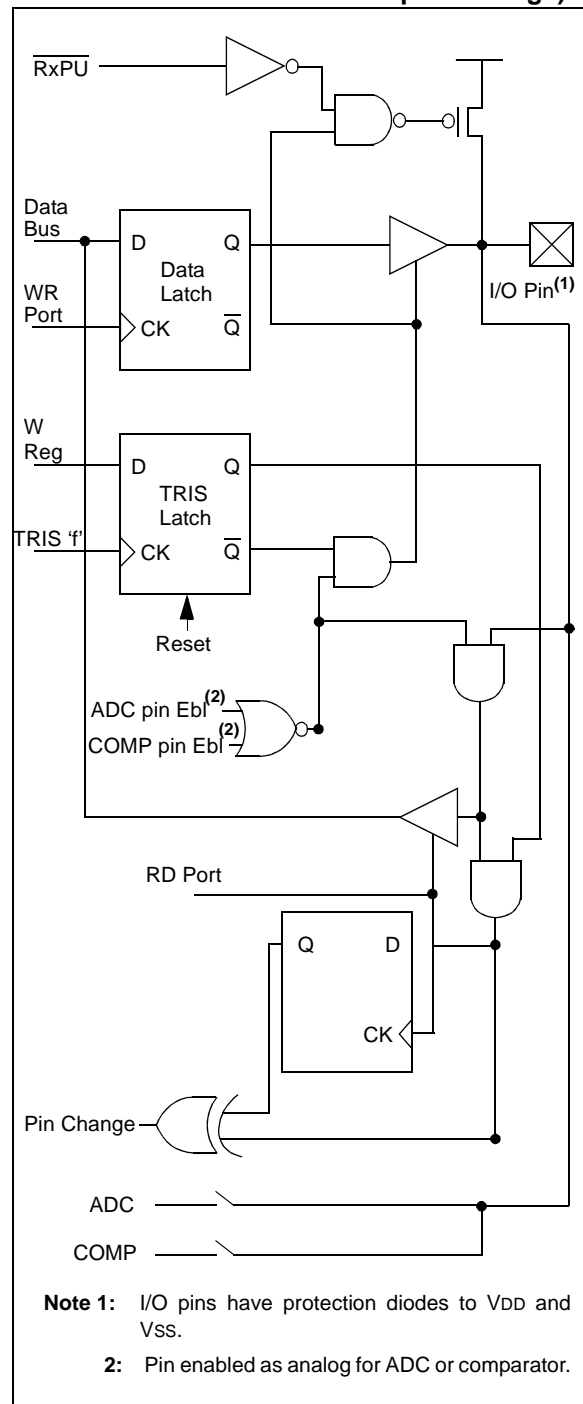 RxPU
Data
Bus
D
Q
Data
Latch
WR
Port
CK
Q
I/O Pin(1)
W
Reg
D
Q
TRIS
Latch
TRIS 'f'
CK
Q
Reset
ADC pin Ebl(2)
COMP pin Ebl(2)
RD Port
Q
D
CK
Pin Change
ADC
COMP
Note 1: I/O pins have protection diodes to VDD and
VSS.
2: Pin enabled as analog for ADC or comparator.